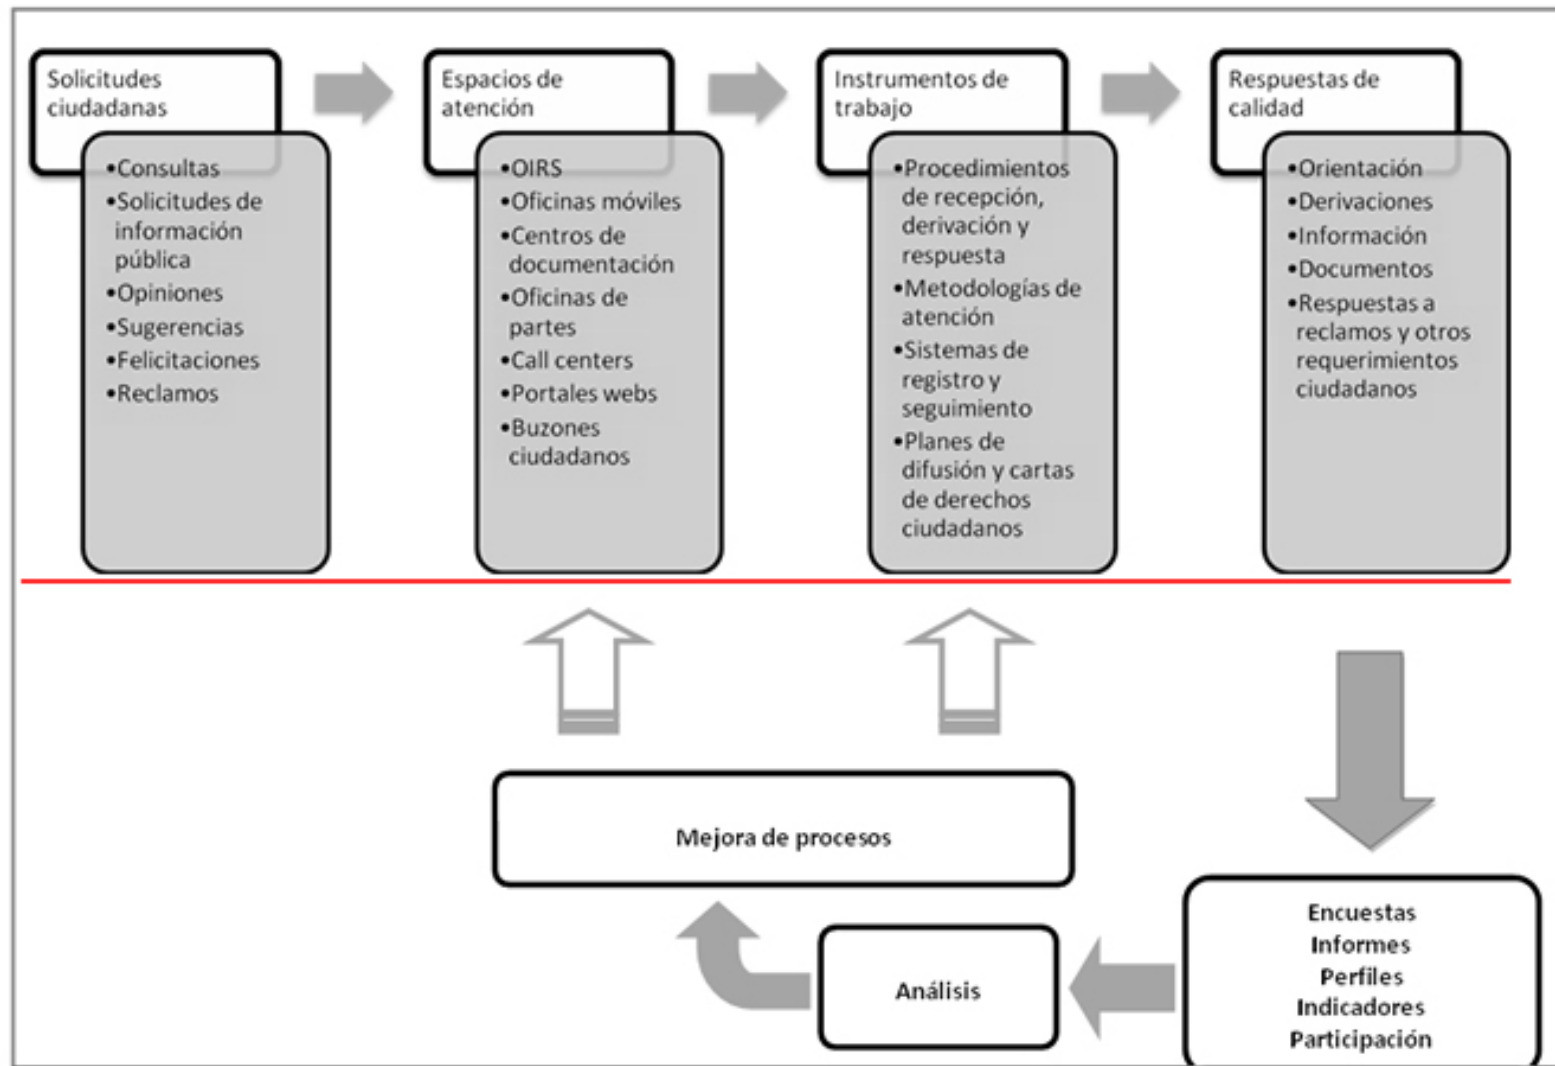 Solicitudes
ciudadanas
•Consultas
•Solicitudes de
información
pública
•Opiniones
•Sugerencias
•Felicitaciones
•Reclamos
Espacios de
atención
•OIRS
•Oficinas móviles
•Centros de
documentación
•Oficinas de
partes
•Call centers
•Portales webs
•Buzones
ciudadanos
Instrumentos de
trabajo
•Procedimientos
de recepción,
derivación y
respuesta
•Metodologías de
atención
•Sistemas de
registro y
seguimiento
•Planes de
difusión y cartas
de derechos
ciudadanos
Respuestas de
calidad
•Orientación
•Derivaciones
•Información
•Documentos
•Respuestas a
reclamos y otros
requerimientos
ciudadanos
Mejora de procesos
Análisis
Encuestas
Informes
Perfiles
Indicadores
Participación